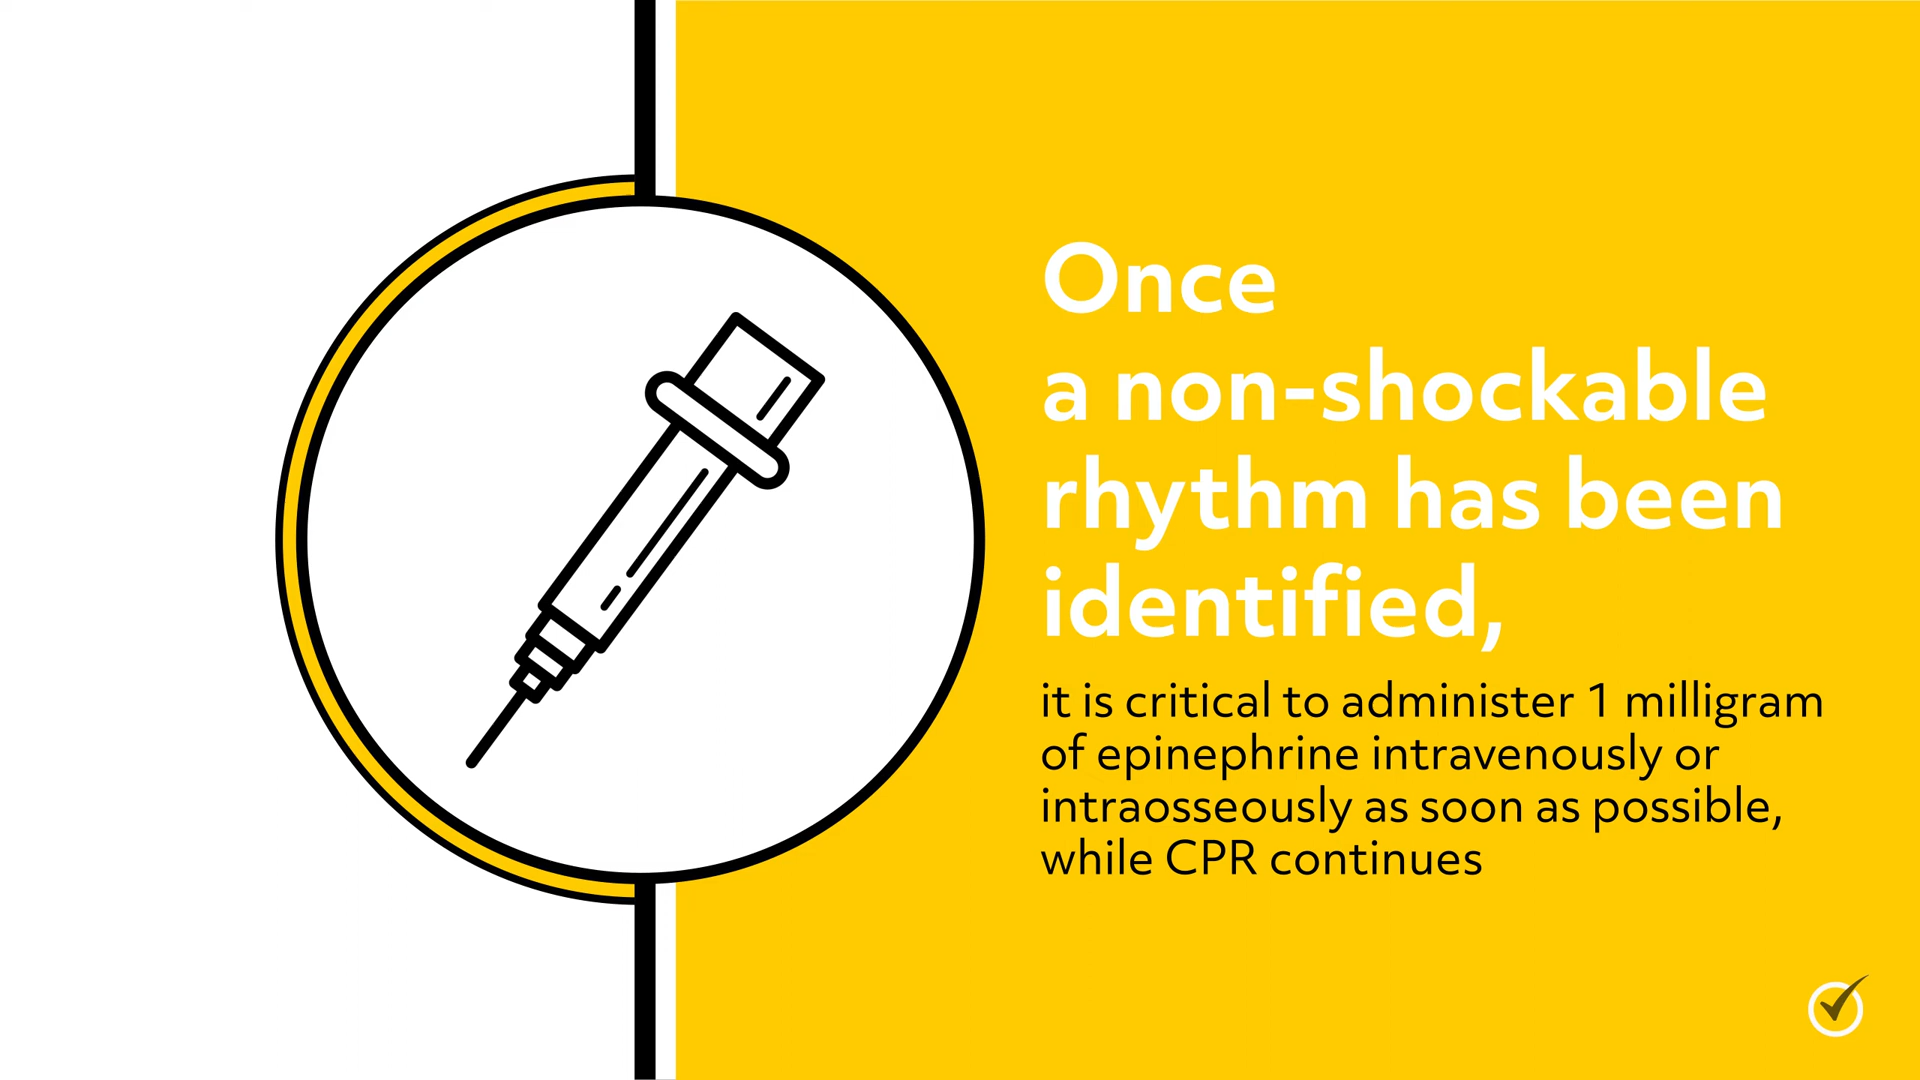 Once
a non-shockable
rhythm has been
identified,
it is critical to administer 1 milligram
of epinephrine intravenously or
intraosseously as soon as possible,
while CPR continues